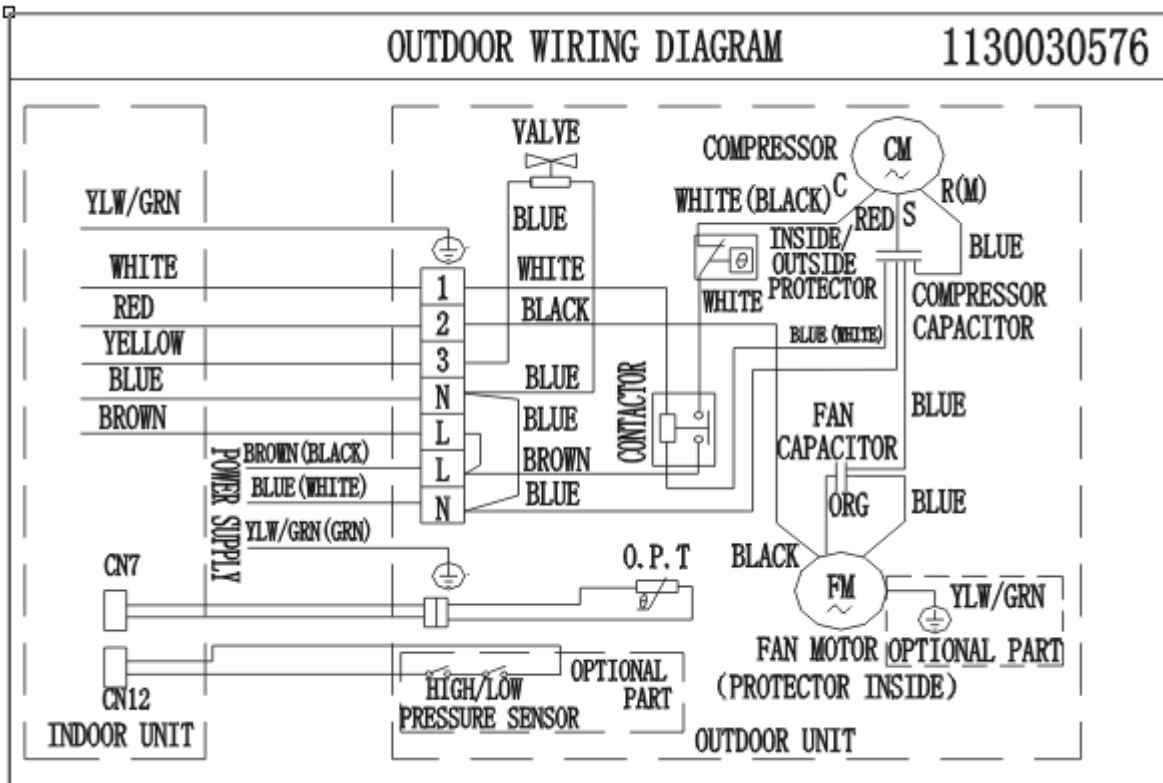 OUTDOOR WIRING DIAGRAM 1130030576
VALVE
COMPRESSOR
CM
YLW/GRN
WHITE(BLACK)
C
RED
S
R(M)
BLUE
INSIDE/
OUTSIDE
PROTECTOR
BLUE
WHITE
WHITE
θ
WHITE
COMPRESSOR
CAPACITOR
1
RED
BLACK
2
BLUE(WHITE)
YELLOW
3
BLUE
BLUE
N
CONTACTOR
BLUE
FAN
CAPACITOR
BLUE
BROWN
L
BROWN(BLACK)
L
BROWN
POWER SUPPLY
BLUE(WHITE)
N
BLUE
ORG
BLUE
YLW/GRN(GRN)
CN7
O.P.T
θ
BLACK
FM
YLW/GRN
FAN MOTOR
(PROTECTOR INSIDE)
OPTIONAL PART
CN12
HIGH/LOW
PRESSURE SENSOR
OPTIONAL
PART
INDOOR UNIT
OUTDOOR UNIT